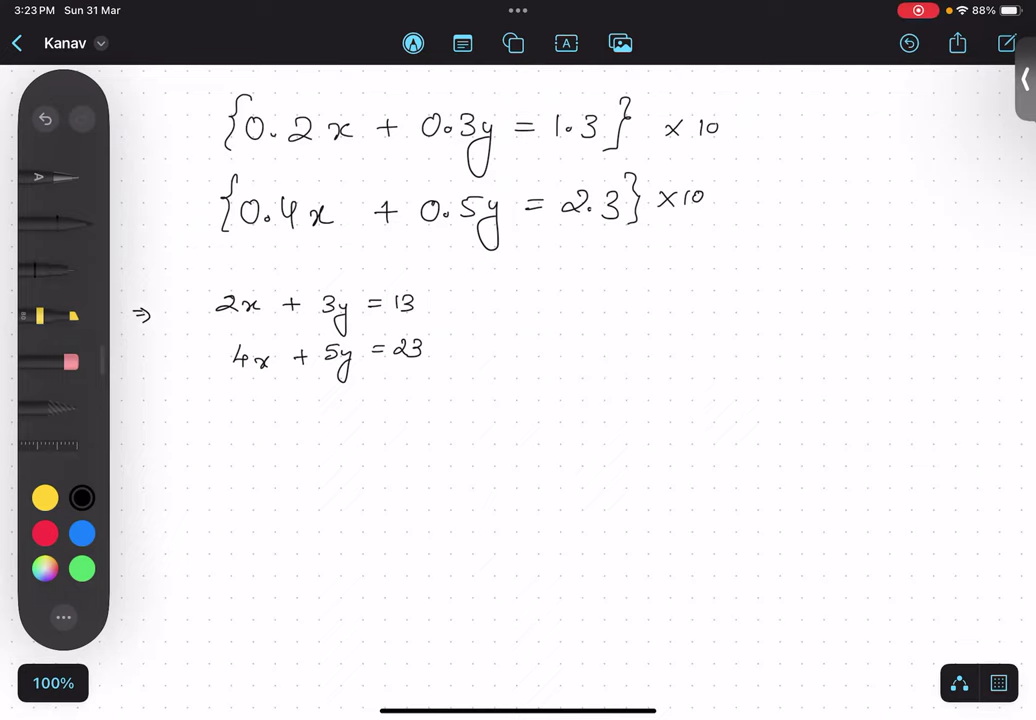 3:23 PM Sun 31 Mar
88%
Kanav
A
{0.2x + 0.3y = 1.3} × 10
{0.4x + 0.5y = 2.3} × 10
⇒ 2x + 3y = 13
4x + 5y = 23
80
100%